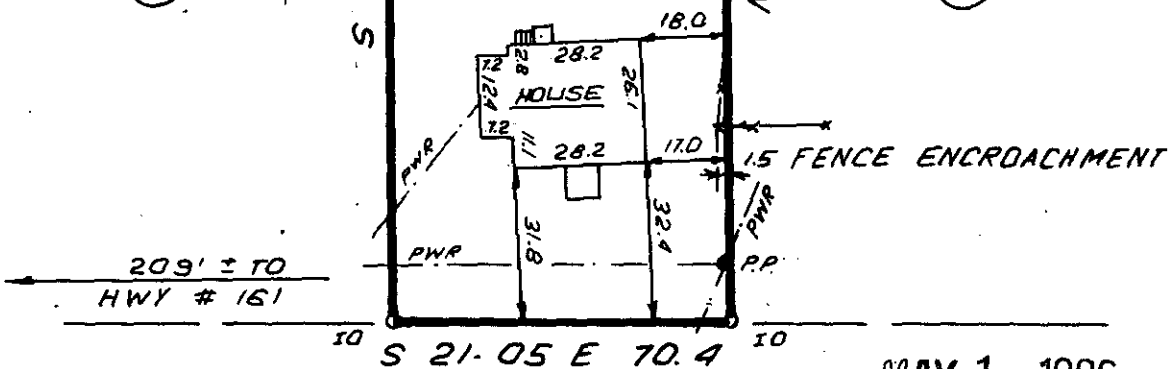 S
18.0
28.2
2.8
7.2
12.4
HOUSE
26.1
7.2
11.1
28.2
17.0
1.5 FENCE ENCROACHMENT
PWR
PWR
31.8
32.4
PWR
P.P.
209' ± TO
HWY # 161
IO
S 21-05 E 70.4
IO